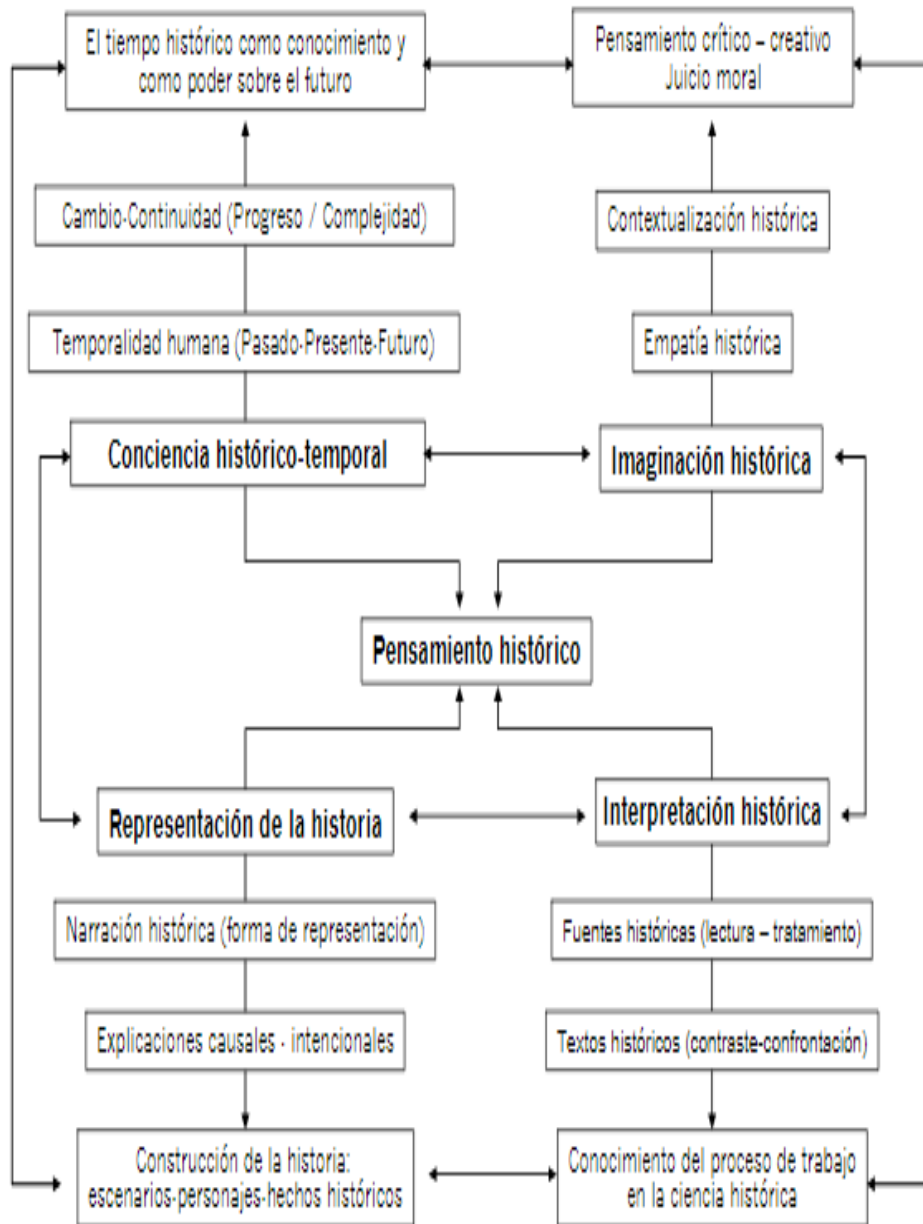 El tiempo histórico como conocimiento y
como poder sobre el futuro
Pensamiento crítico – creativo
Juicio moral
Cambio-Continuidad (Progreso / Complejidad)
Contextualización histórica
Temporalidad humana (Pasado-Presente-Futuro)
Empatía histórica
Conciencia histórico-temporal
Imaginación histórica
Pensamiento histórico
Representación de la historia
Interpretación histórica
Narración histórica (forma de representación)
Fuentes históricas (lectura – tratamiento)
Explicaciones causales - intencionales
Textos históricos (contraste-confrontación)
Construcción de la historia:
escenarios-personajes-hechos históricos
Conocimiento del proceso de trabajo
en la ciencia histórica